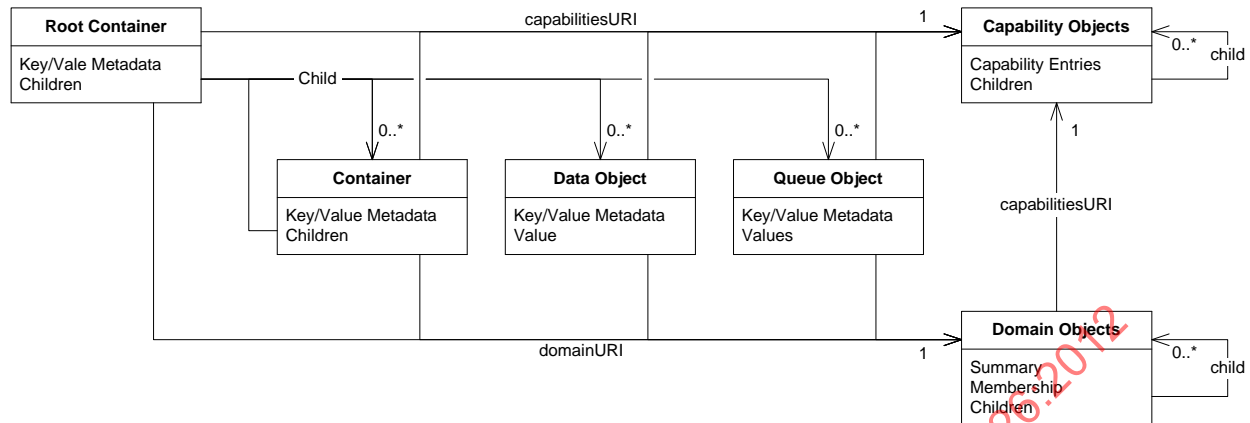 capabilitiesURI
1
Root Container
Key/Vale Metadata
Children
Capability Objects
Capability Entries
Children
0..*
child
Child
0..*
0..*
0..*
Container
Key/Value Metadata
Children
Data Object
Key/Value Metadata
Value
Queue Object
Key/Value Metadata
Values
1
capabilitiesURI
domainURI
1
Domain Objects
Summary
Membership
Children
0..*
child
26:2012